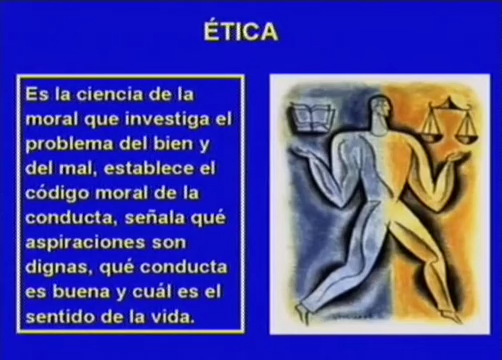 ÉTICA
Es la ciencia de la
moral que investiga el
problema del bien y
del mal, establece el
código moral de la
conducta, señala qué
aspiraciones son
dignas, qué conducta
es buena y cuál es el
sentido de la vida.